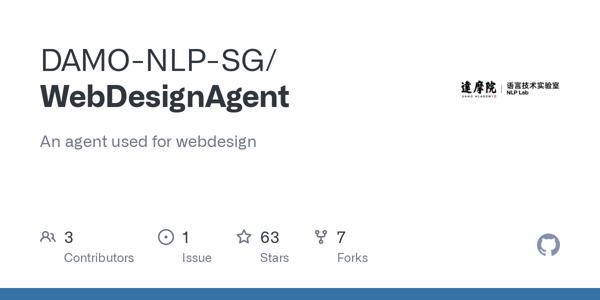 DAMO-NLP-SG/
WebDesignAgent
達摩院
DAMO ACADEMY
语言技术实验室
NLP Lab
An agent used for webdesign
3
Contributors
1
Issue
63
Stars
7
Forks